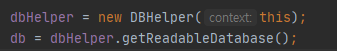 dbHelper = new DBHelper( context: this);
db = dbHelper.getReadableDatabase();